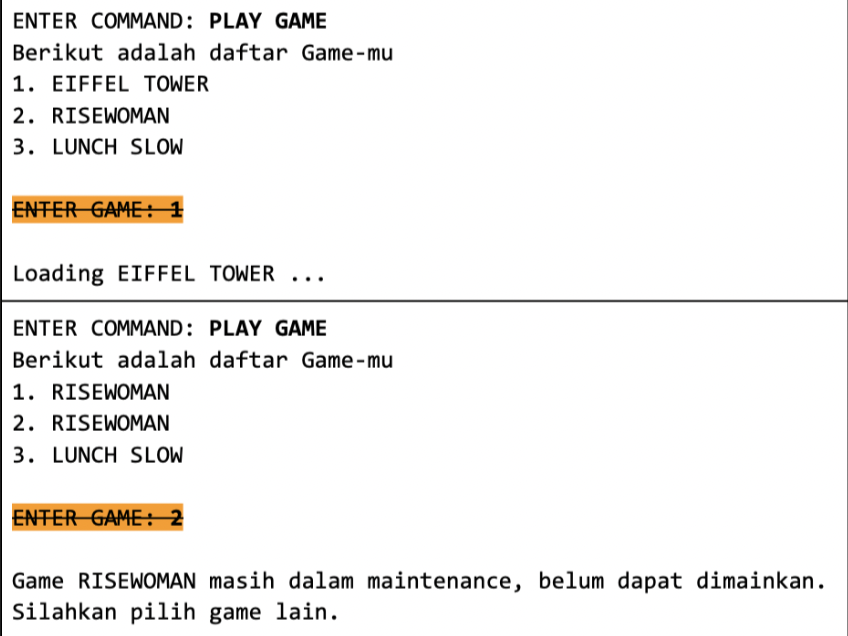 ENTER COMMAND: PLAY GAME
Berikut adalah daftar Game-mu
1. EIFFEL TOWER
2. RISEWOMAN
3. LUNCH SLOW
ENTER GAME: 1
Loading EIFFEL TOWER ...
ENTER COMMAND: PLAY GAME
Berikut adalah daftar Game-mu
1. RISEWOMAN
2. RISEWOMAN
3. LUNCH SLOW
ENTER GAME: 2
Game RISEWOMAN masih dalam maintenance, belum dapat dimainkan.
Silahkan pilih game lain.